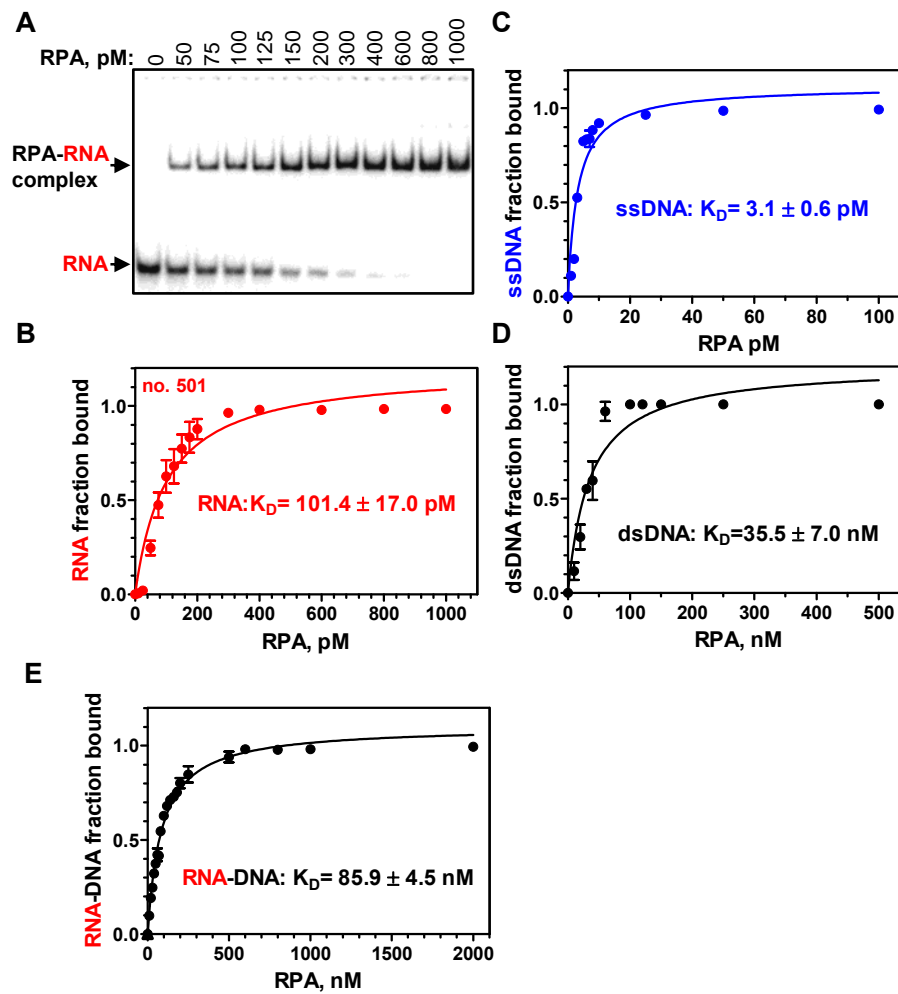 A
RPA, pM: 0 50 75 100 125 150 200 300 400 600 800 1000
RPA-RNA
complex
RNA
B
RNA fraction bound
no. 501
1.0
0.5
0.0
RNA:KD= 101.4 ± 17.0 pM
0 200 400 600 800 1000
RPA, pM
C
ssDNA fraction bound
1.0
0.5
0.0
ssDNA: KD= 3.1 ± 0.6 pM
0 20 40 60 80 100
RPA pM
D
dsDNA fraction bound
1.0
0.5
0.0
dsDNA: KD=35.5 ± 7.0 nM
0 100 200 300 400 500
RPA, nM
E
RNA-DNA fraction bound
1.0
0.5
0.0
RNA-DNA: KD= 85.9 ± 4.5 nM
0 500 1000 1500 2000
RPA, nM